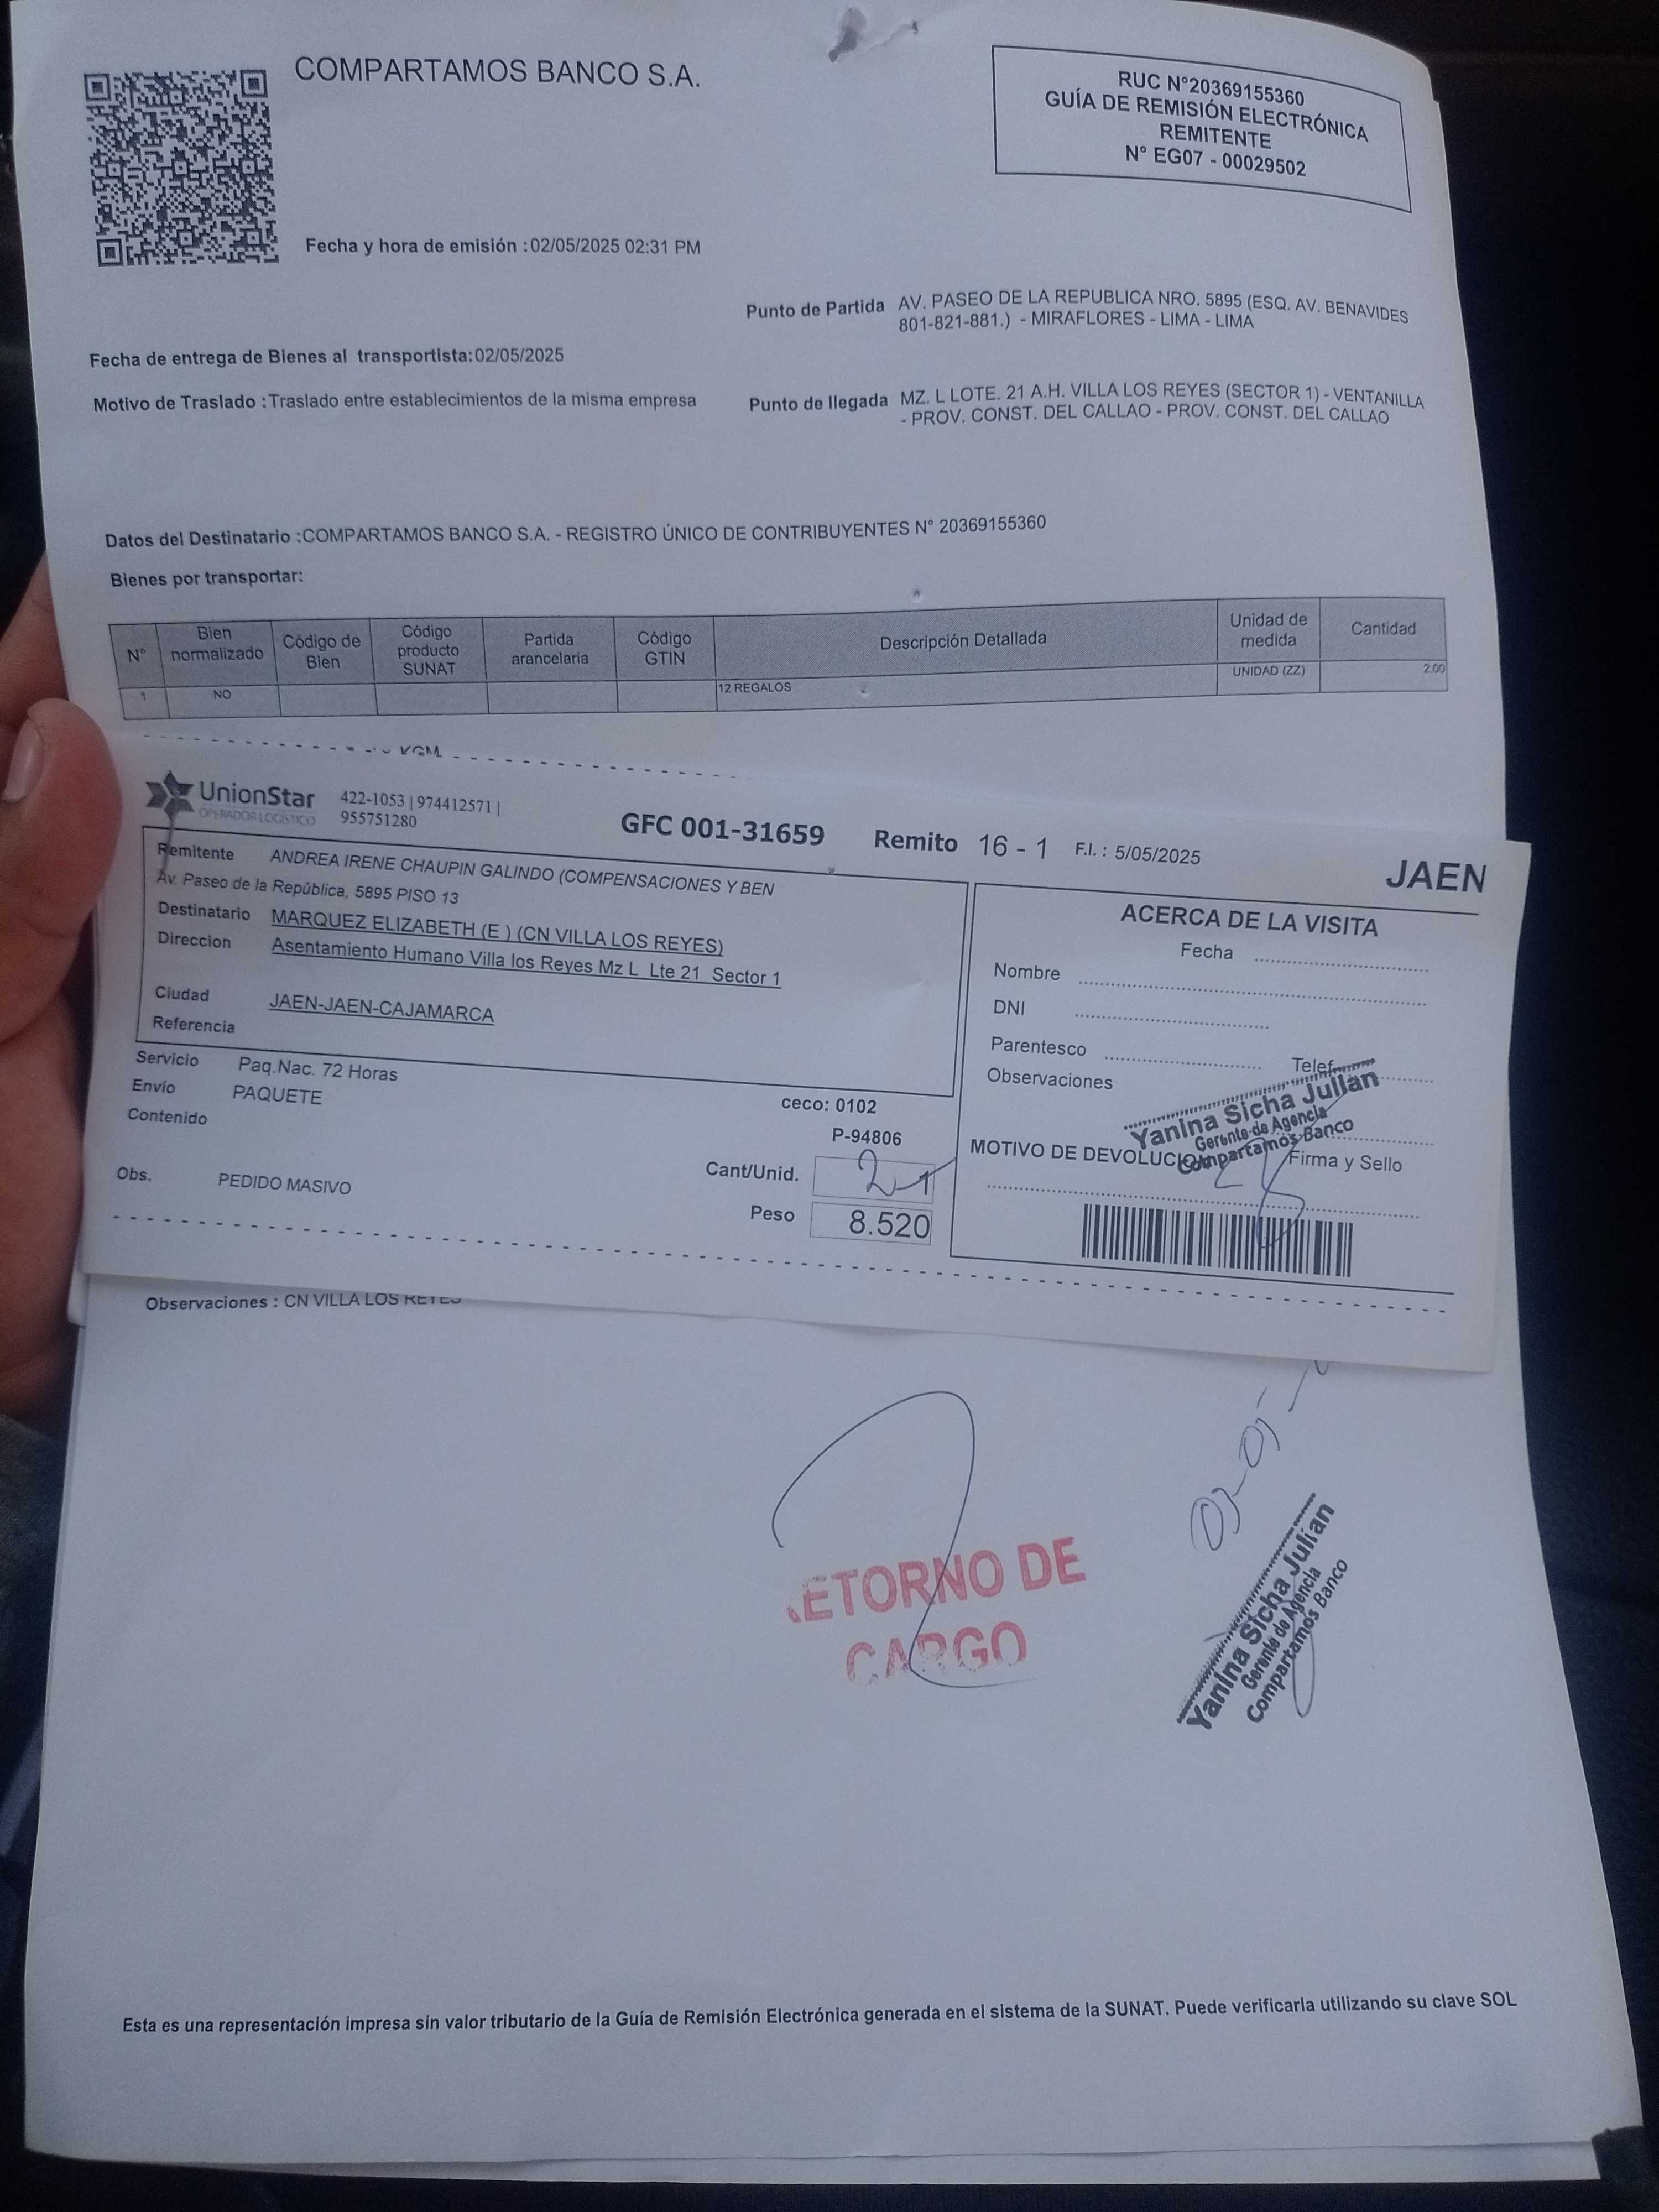 COMPARTAMOS BANCO S.A.
RUC N°20369155360
GUÍA DE REMISIÓN ELECTRÓNICA
REMITENTE
N° EG07 - 00029502
Fecha y hora de emisión :02/05/2025 02:31 PM
Punto de Partida AV. PASEO DE LA REPUBLICA NRO. 5895 (ESQ. AV. BENAVIDES
801-821-881.) - MIRAFLORES - LIMA - LIMA
Fecha de entrega de Bienes al transportista:02/05/2025
Motivo de Traslado :Traslado entre establecimientos de la misma empresa
Punto de llegada MZ. L LOTE. 21 A.H. VILLA LOS REYES (SECTOR 1) - VENTANILLA
- PROV. CONST. DEL CALLAO - PROV. CONST. DEL CALLAO
Datos del Destinatario :COMPARTAMOS BANCO S.A. - REGISTRO ÚNICO DE CONTRIBUYENTES N° 20369155360
Bienes por transportar:
N° Bien normalizado Código de Bien Código producto SUNAT Partida arancelaria Código GTIN Descripción Detallada Unidad de medida Cantidad
1 NO 12 REGALOS UNIDAD (ZZ) 2.00
KGM
UnionStar
OPERADOR LOGÍSTICO
422-1053 | 974412571 |
955751280
GFC 001-31659 Remito 16 - 1 F.I. : 5/05/2025
JAEN
Remitente ANDREA IRENE CHAUPIN GALINDO (COMPENSACIONES Y BEN
Av. Paseo de la República, 5895 PISO 13
Destinatario MARQUEZ ELIZABETH (E ) (CN VILLA LOS REYES)
Direccion Asentamiento Humano Villa los Reyes Mz L Lte 21 Sector 1
Ciudad JAEN-JAEN-CAJAMARCA
Referencia
Servicio Paq.Nac. 72 Horas
Envío PAQUETE
Contenido
ceco: 0102
P-94806
Cant/Unid. 2 1
Peso 8.520
Obs. PEDIDO MASIVO
ACERCA DE LA VISITA
Fecha
Nombre
DNI
Parentesco
Telef.
Observaciones
Yanina Sicha Julian
Gerente de Agencia
Compartamos Banco
MOTIVO DE DEVOLUCIO
Firma y Sello
Observaciones : CN VILLA LOS REYES
RETORNO DE
CARGO
Yanina Sicha Julian
Gerente de Agencia
Compartamos Banco
Esta es una representación impresa sin valor tributario de la Guía de Remisión Electrónica generada en el sistema de la SUNAT. Puede verificarla utilizando su clave SOL